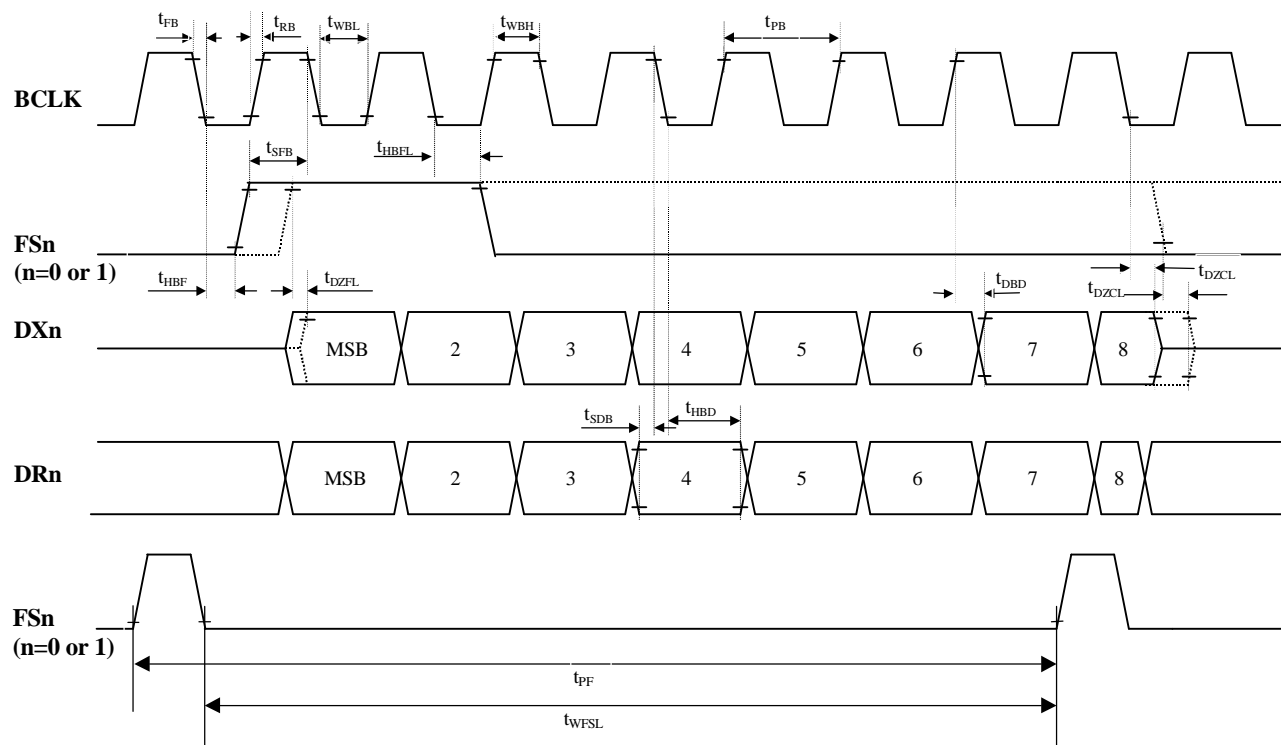 tFB tRB tWBL tWBH tPB
BCLK
tSFB tHBFL
FSn
(n=0 or 1)
tHBF tDZFL tDBD tDZCL tDZCL
DXn MSB 2 3 4 5 6 7 8
tSDB tHBD
DRn MSB 2 3 4 5 6 7 8
FSn
(n=0 or 1)
tPF
tWFSL